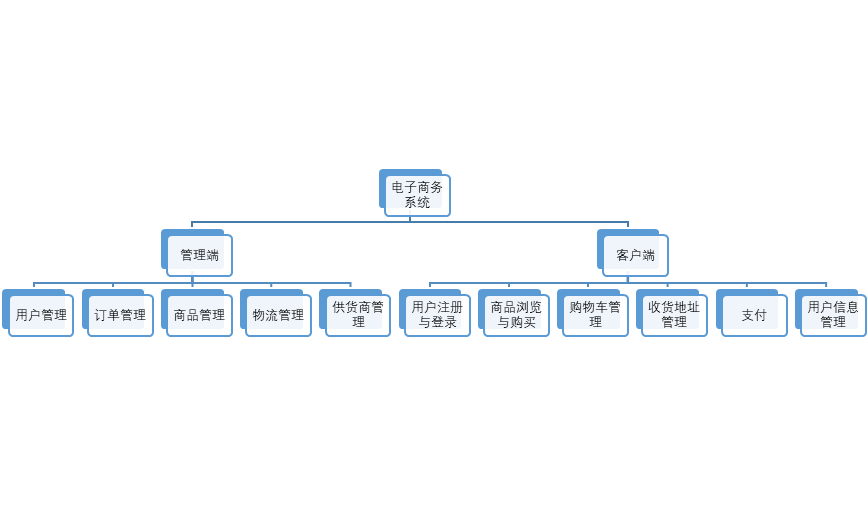 电子商务
系统
管理端
客户端
用户管理
订单管理
商品管理
物流管理
供货商管
理
用户注册
与登录
商品浏览
与购买
购物车管
理
收货地址
管理
支付
用户信息
管理